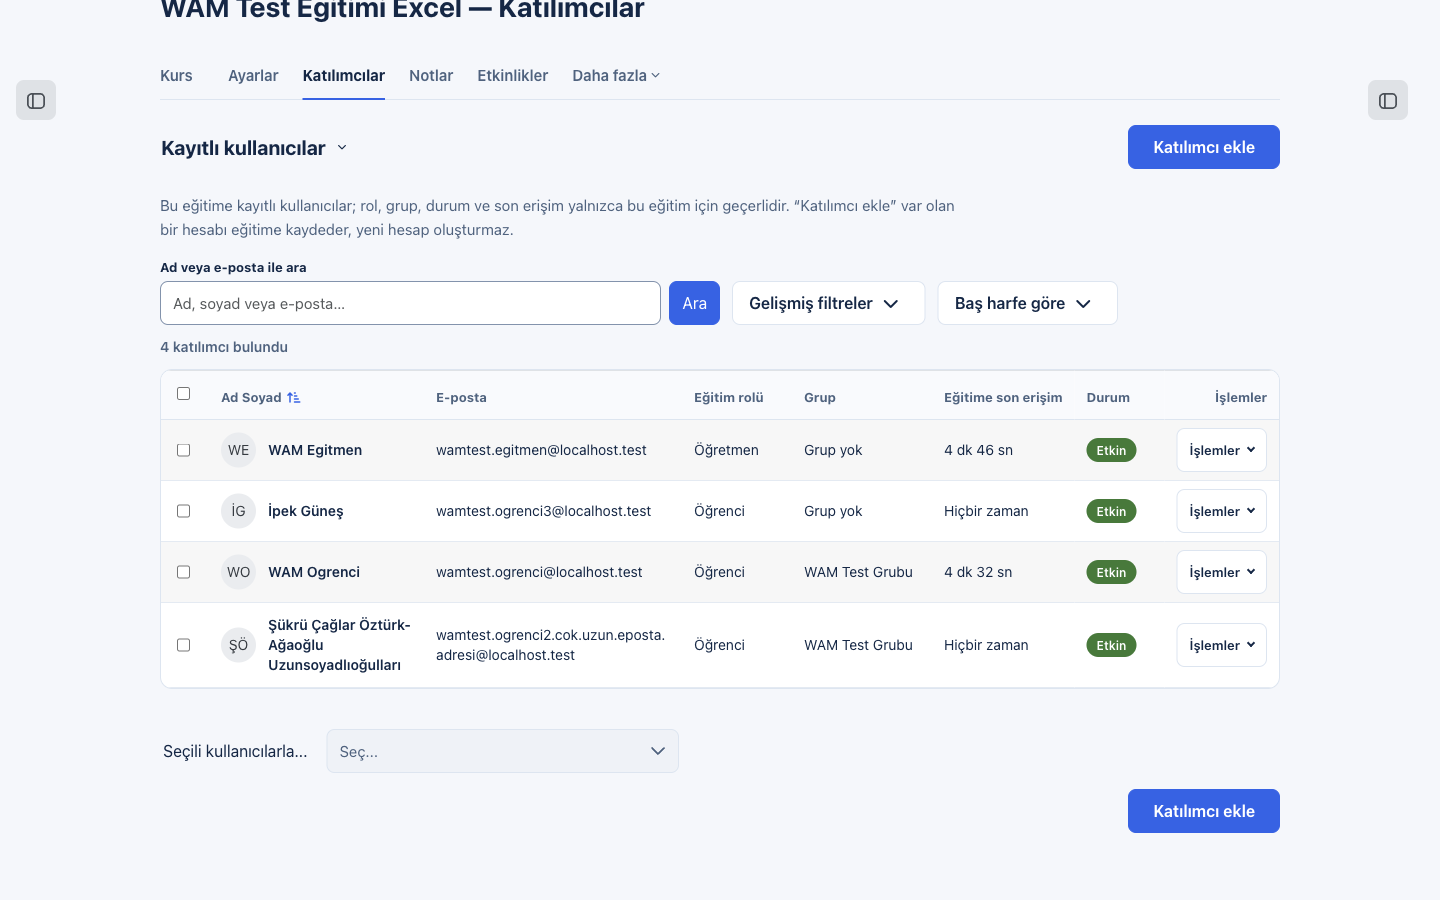 WAM Test Eğitimi Excel — Katılımcılar
Kurs Ayarlar Katılımcılar Notlar Etkinlikler Daha fazla
Kayıtlı kullanıcılar
Katılımcı ekle
Bu eğitime kayıtlı kullanıcılar; rol, grup, durum ve son erişim yalnızca bu eğitim için geçerlidir. “Katılımcı ekle” var olan
bir hesabı eğitime kaydeder, yeni hesap oluşturmaz.
Ad veya e-posta ile ara
Ad, soyad veya e-posta... Ara Gelişmiş filtreler Baş harfe göre
4 katılımcı bulundu
Ad Soyad E-posta Eğitim rolü Grup Eğitime son erişim Durum İşlemler
WE WAM Egitmen wamtest.egitmen@localhost.test Öğretmen Grup yok 4 dk 46 sn Etkin İşlemler
İG İpek Güneş wamtest.ogrenci3@localhost.test Öğrenci Grup yok Hiçbir zaman Etkin İşlemler
WO WAM Ogrenci wamtest.ogrenci@localhost.test Öğrenci WAM Test Grubu 4 dk 32 sn Etkin İşlemler
ŞÖ Şükrü Çağlar Öztürk-
Ağaoğlu
Uzunsoyadlıoğulları
wamtest.ogrenci2.cok.uzun.eposta.
adresi@localhost.test
Öğrenci WAM Test Grubu Hiçbir zaman Etkin İşlemler
Seçili kullanıcılarla... Seç...
Katılımcı ekle